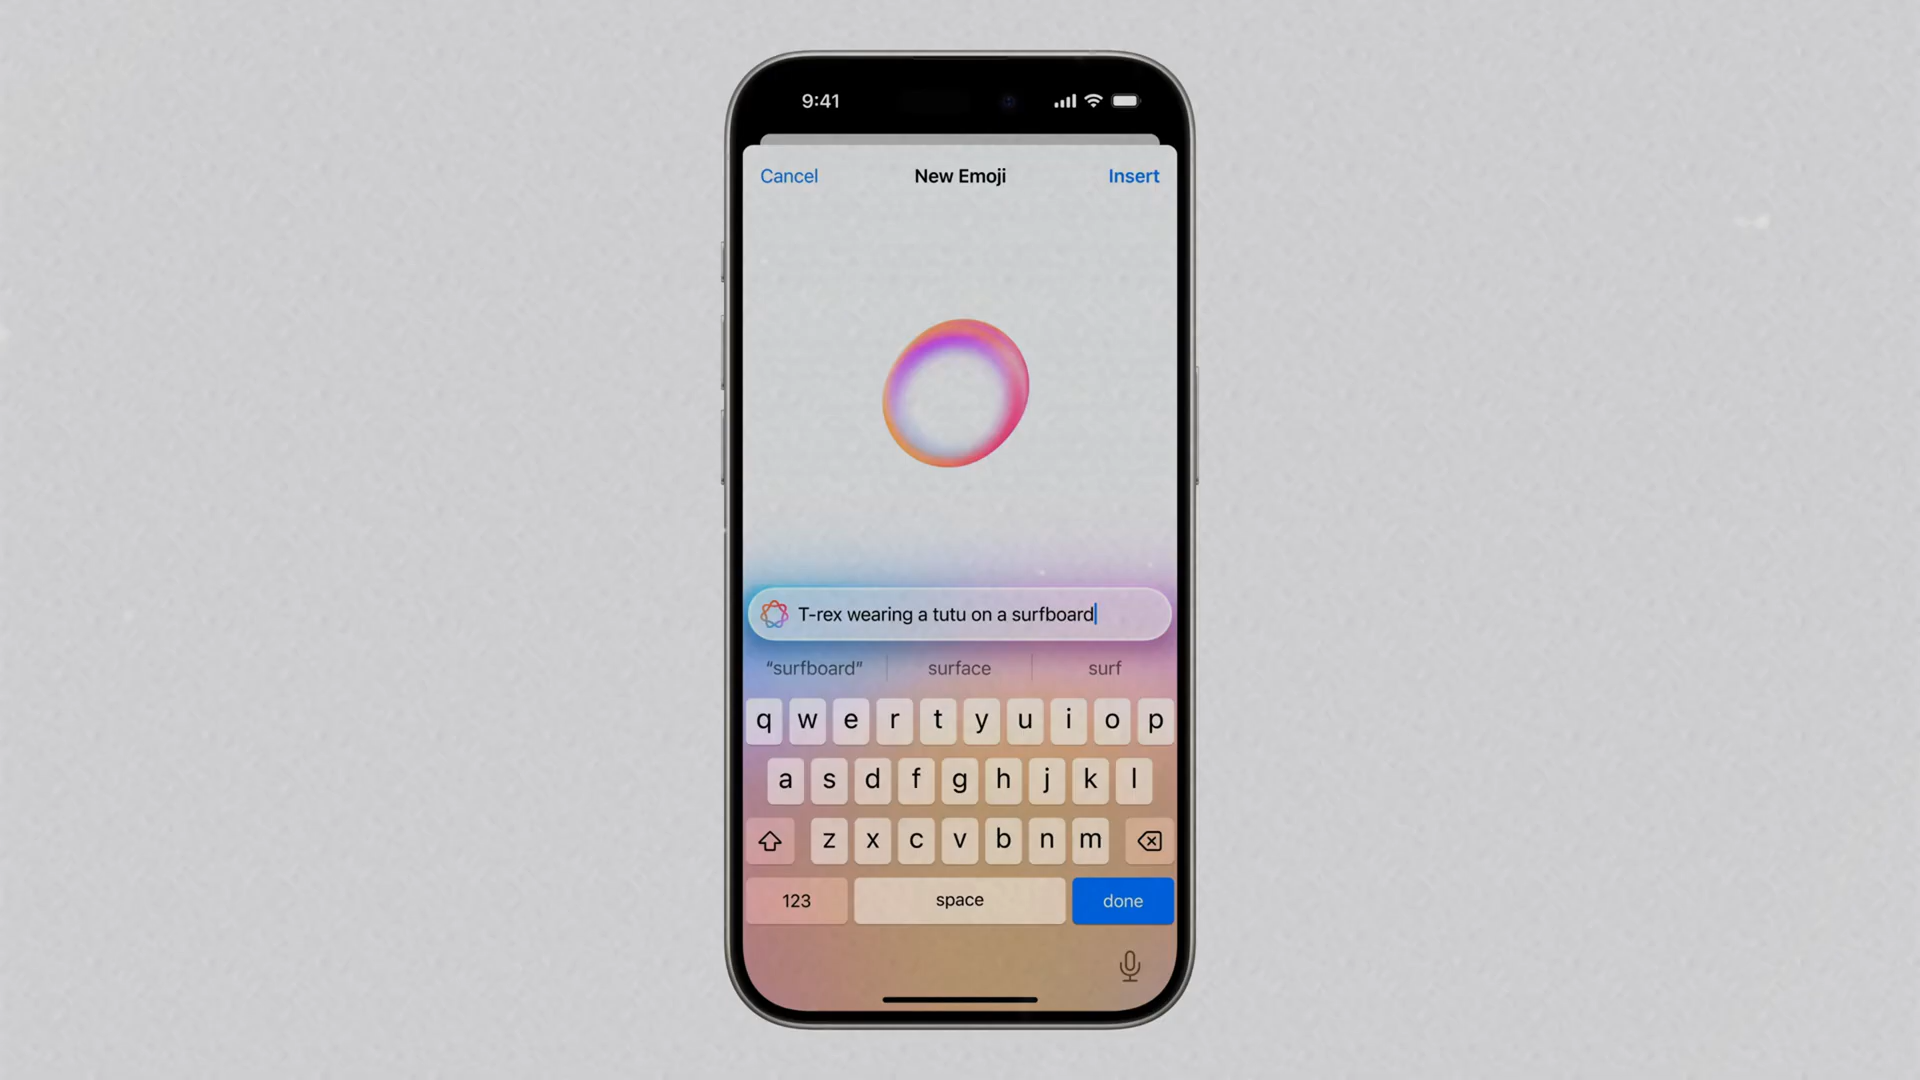 9:41
Cancel New Emoji Insert
T-rex wearing a tutu on a surfboard
“surfboard” surface surf
q w e r t y u i o p
a s d f g h j k l
z x c v b n m
123 space done